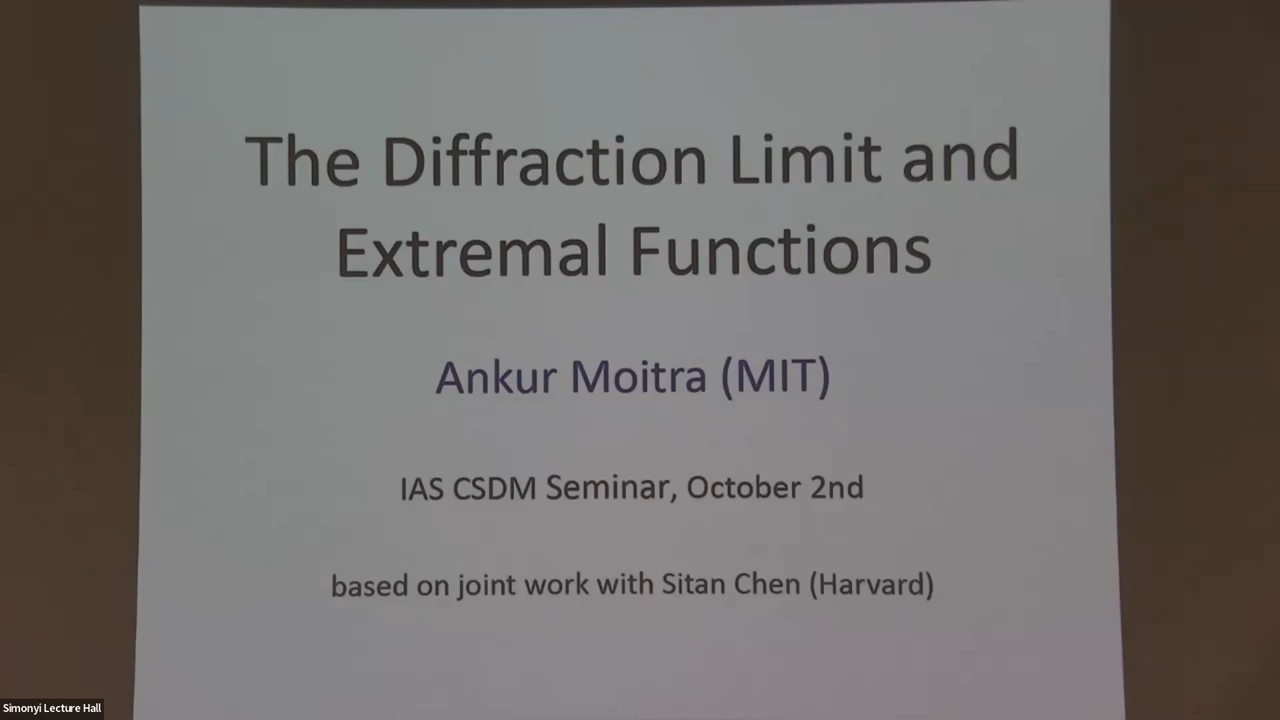 The Diffraction Limit and
Extremal Functions
Ankur Moitra (MIT)
IAS CSDM Seminar, October 2nd
based on joint work with Sitan Chen (Harvard)
Simonyi Lecture Hall